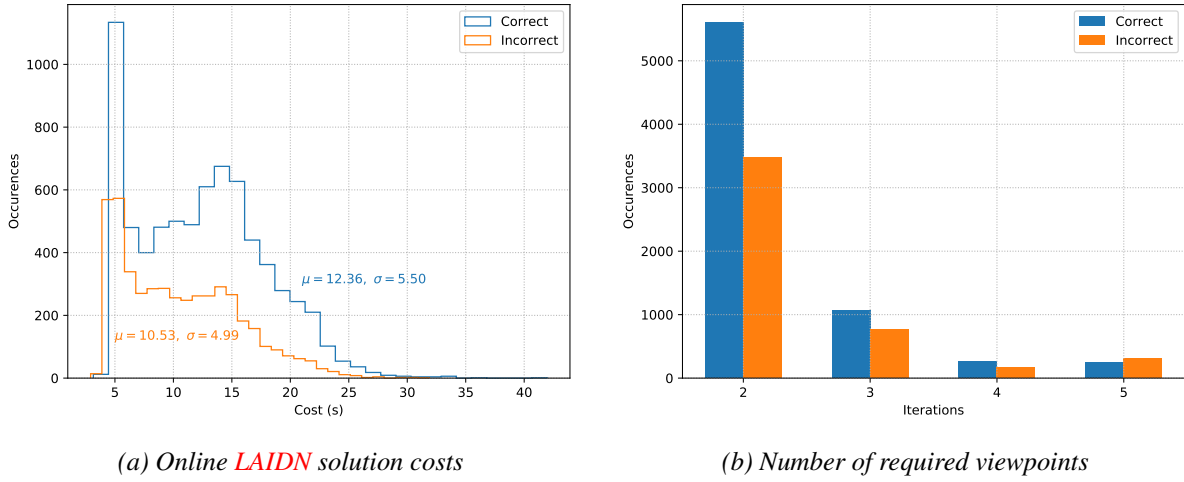 1000
800
600
400
200
0
Occurences
5 10 15 20 25 30 35 40
Cost (s)
Correct
Incorrect
μ = 12.36, σ = 5.50
μ = 10.53, σ = 4.99
(a) Online LAIDN solution costs
5000
4000
3000
2000
1000
0
Occurences
2 3 4 5
Iterations
Correct
Incorrect
(b) Number of required viewpoints